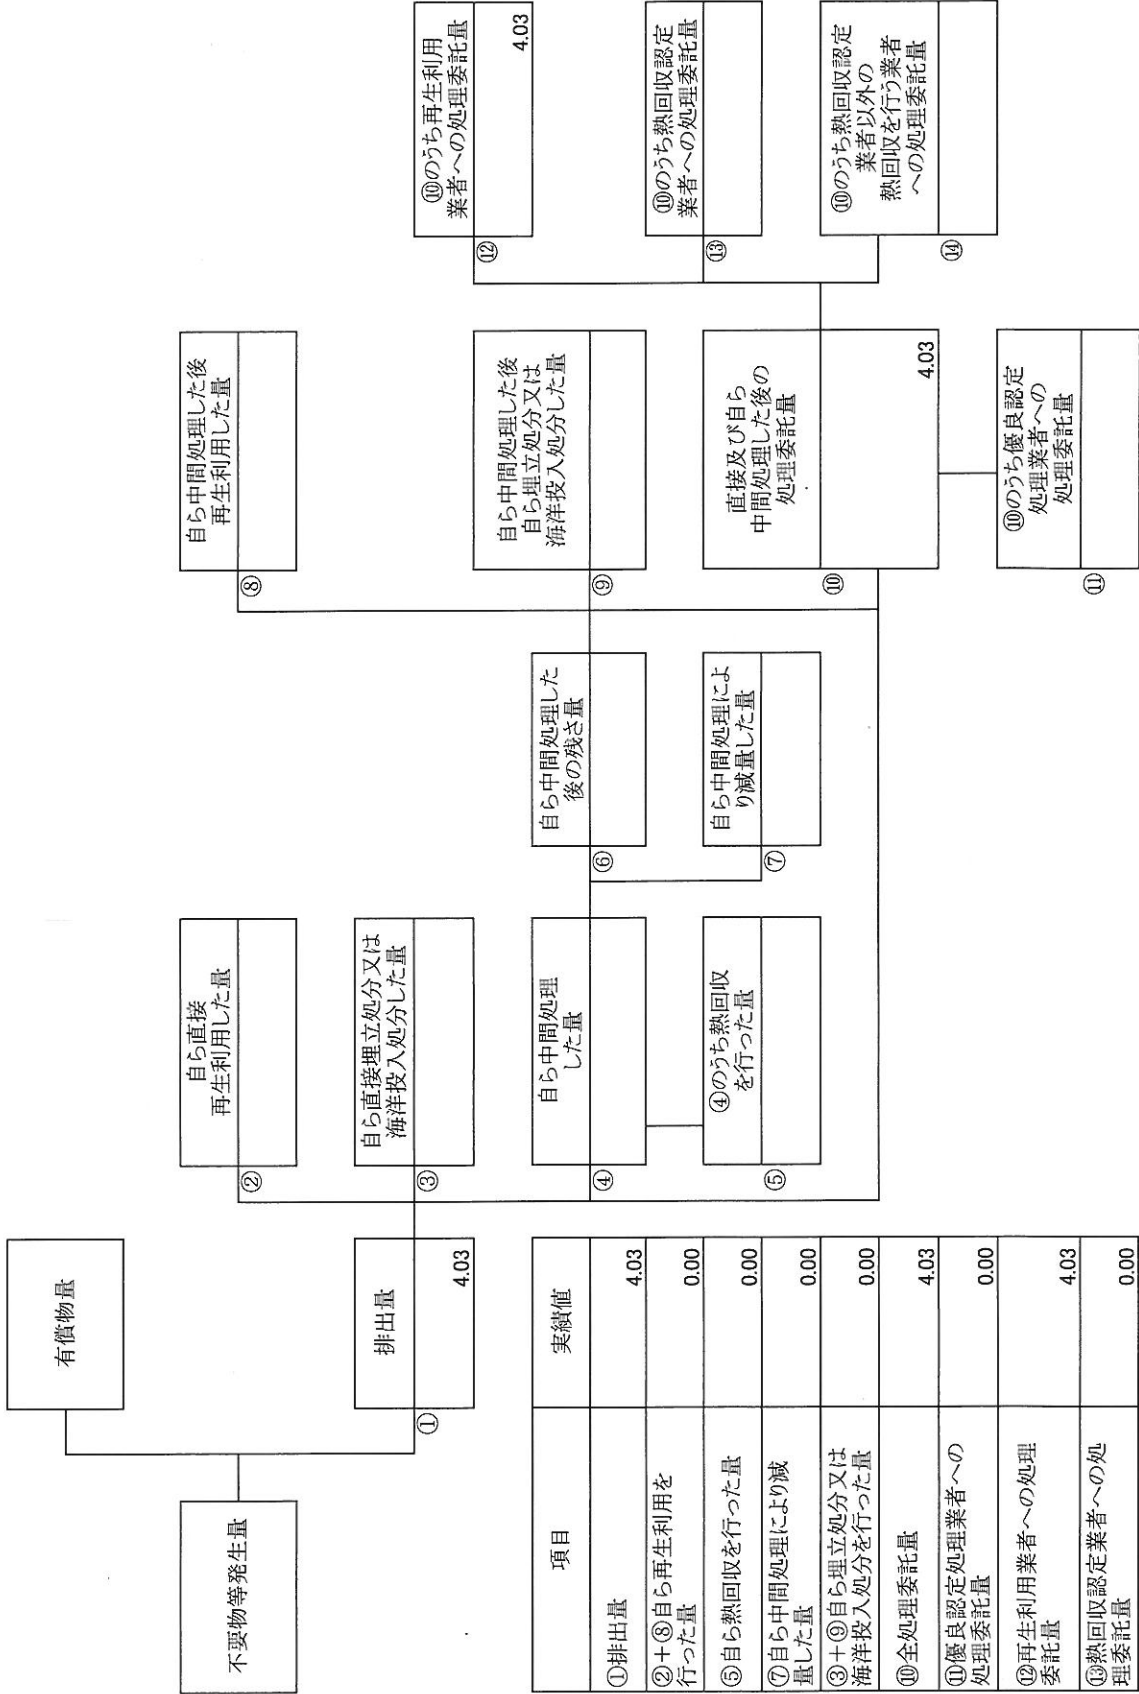 不要物等発生量
有償物量
①
排出量
4.03
②
自ら直接
再生利用した量
③
自ら直接埋立処分又は
海洋投入処分した量
④
自ら中間処理
した量
⑤
④のうち熱回収
を行った量
⑥
自ら中間処理した
後の残さ量
⑦
自ら中間処理によ
り減量した量
⑧
自ら中間処理した後
再生利用した量
⑨
自ら中間処理した後
自ら埋立処分又は
海洋投入処分した量
⑩
直接及び自ら
中間処理した後の
処理委託量
4.03
⑪
⑩のうち優良認定
処理業者への
処理委託量
⑫
⑩のうち再生利用
業者への処理委託量
4.03
⑬
⑩のうち熱回収認定
業者への処理委託量
⑭
⑩のうち熱回収認定
業者以外の
熱回収を行う業者
への処理委託量
項目 実績値
①排出量 4.03
②+⑧自ら再生利用を
行った量 0.00
⑤自ら熱回収を行った量 0.00
⑦自ら中間処理により減
量した量 0.00
③+⑨自ら埋立処分又は
海洋投入処分を行った量 0.00
⑩全処理委託量 4.03
⑪優良認定処理業者への
処理委託量 0.00
⑫再生利用業者への処理
委託量 4.03
⑬熱回収認定業者への処
理委託量 0.00